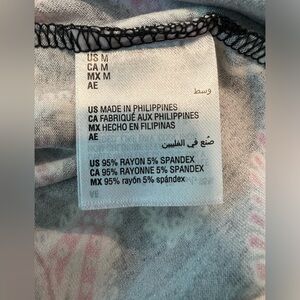 US M
CA M
MX M
AE
وسط
US MADE IN PHILIPPINES
CA FABRIQUÉ AUX PHILIPPINES
MX HECHO EN FILIPINAS
AE
صنع في الفلبين
US 95% RAYON 5% SPANDEX
CA 95% RAYONNE 5% SPANDEX
MX 95% rayón 5% spándex